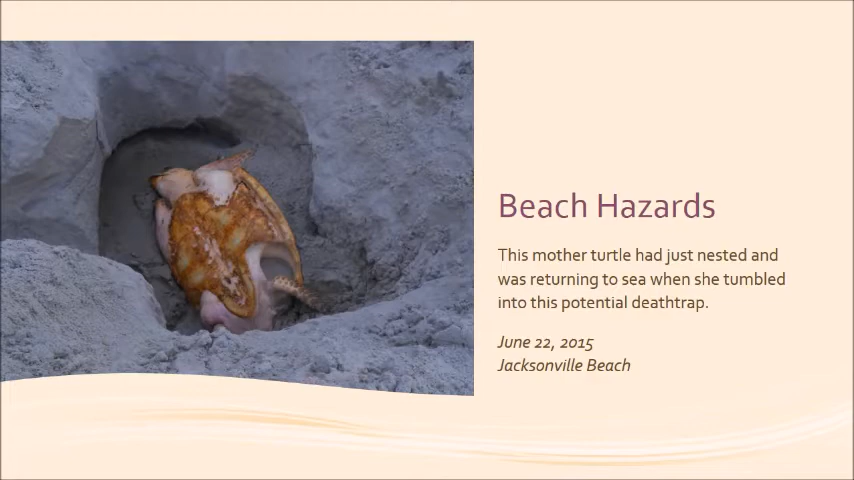 Beach Hazards
This mother turtle had just nested and
was returning to sea when she tumbled
into this potential deathtrap.
June 22, 2015
Jacksonville Beach